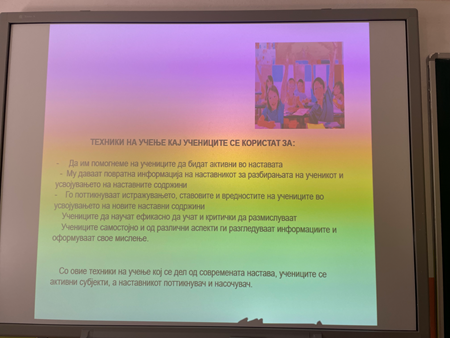 ТЕХНИКИ НА УЧЕЊЕ КАЈ УЧЕНИЦИТЕ СЕ КОРИСТАТ ЗА:
- Да им помогнеме на учениците да бидат активни во наставата
- Му даваат повратна информација на наставникот за разбирањата на ученикот и
усвојувањето на наставните содржини
- Го поттикнуваат истражувањето, ставовите и вредностите на учениците во
усвојувањето на новите наставни содржини
Учениците да научат ефикасно да учат и критички да размислуваат
Учениците самостојно и од различни аспекти ги разгледуваат информациите и
оформуваат свое мислење.
Со овие техники на учење кој се дел од современата настава, учениците се
активни субјекти, а наставникот поттикнувач и насочувач.